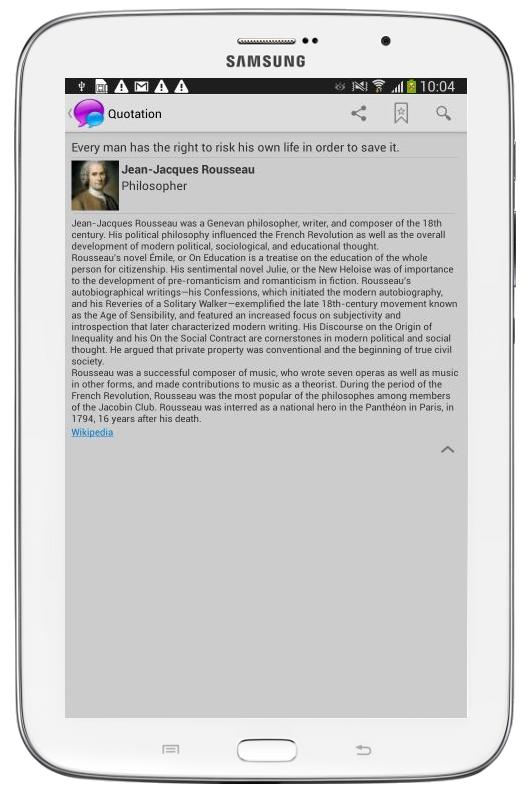 SAMSUNG
10:04
Quotation
Every man has the right to risk his own life in order to save it.
Jean-Jacques Rousseau
Philosopher
Jean-Jacques Rousseau was a Genevan philosopher, writer, and composer of the 18th
century. His political philosophy influenced the French Revolution as well as the overall
development of modern political, sociological, and educational thought.
Rousseau's novel Émile, or On Education is a treatise on the education of the whole
person for citizenship. His sentimental novel Julie, or the New Heloise was of importance
to the development of pre-romanticism and romanticism in fiction. Rousseau's
autobiographical writings—his Confessions, which initiated the modern autobiography,
and his Reveries of a Solitary Walker—exemplified the late 18th-century movement known
as the Age of Sensibility, and featured an increased focus on subjectivity and
introspection that later characterized modern writing. His Discourse on the Origin of
Inequality and his On the Social Contract are cornerstones in modern political and social
thought. He argued that private property was conventional and the beginning of true civil
society.
Rousseau was a successful composer of music, who wrote seven operas as well as music
in other forms, and made contributions to music as a theorist. During the period of the
French Revolution, Rousseau was the most popular of the philosophes among members
of the Jacobin Club. Rousseau was interred as a national hero in the Panthéon in Paris, in
1794, 16 years after his death.
Wikipedia